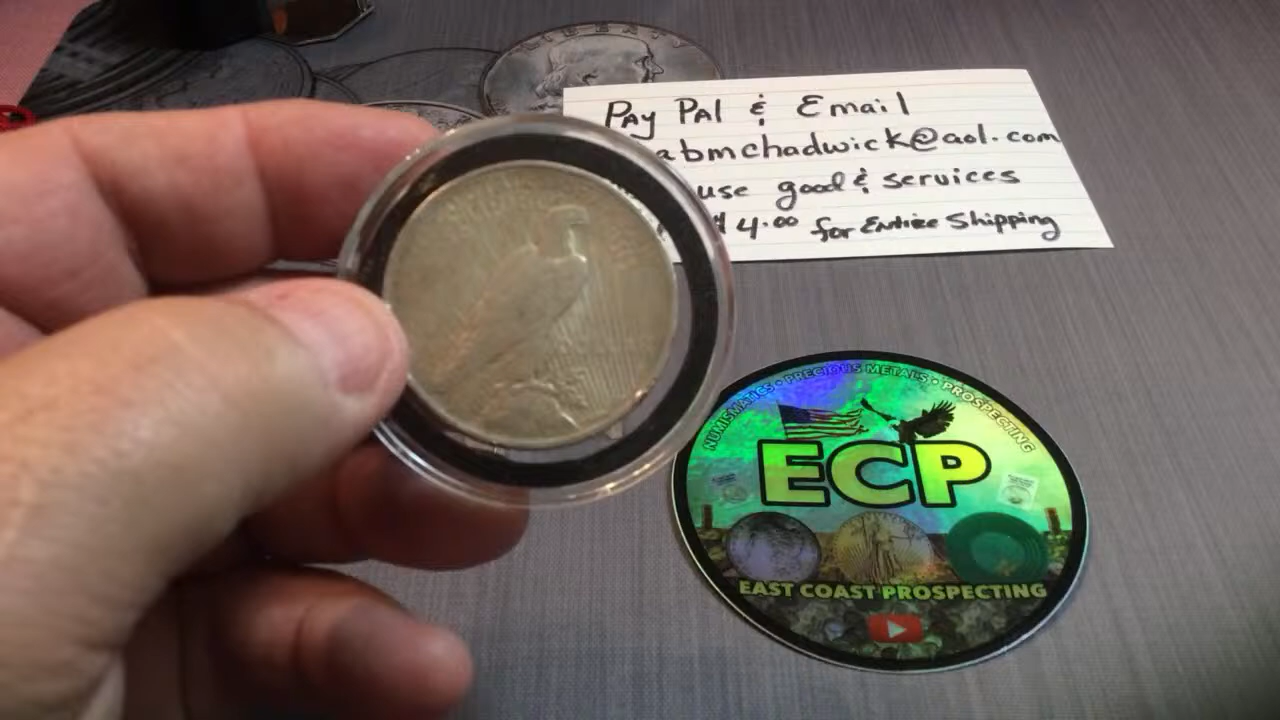 LIBERTY
PAY PAl & EMAIl
abmchadwick@aol.com
use good & services
4.00 for Entire Shipping
NUMISMATICS • PRECIOUS METALS • PROSPECTING
ECP
EAST COAST PROSPECTING